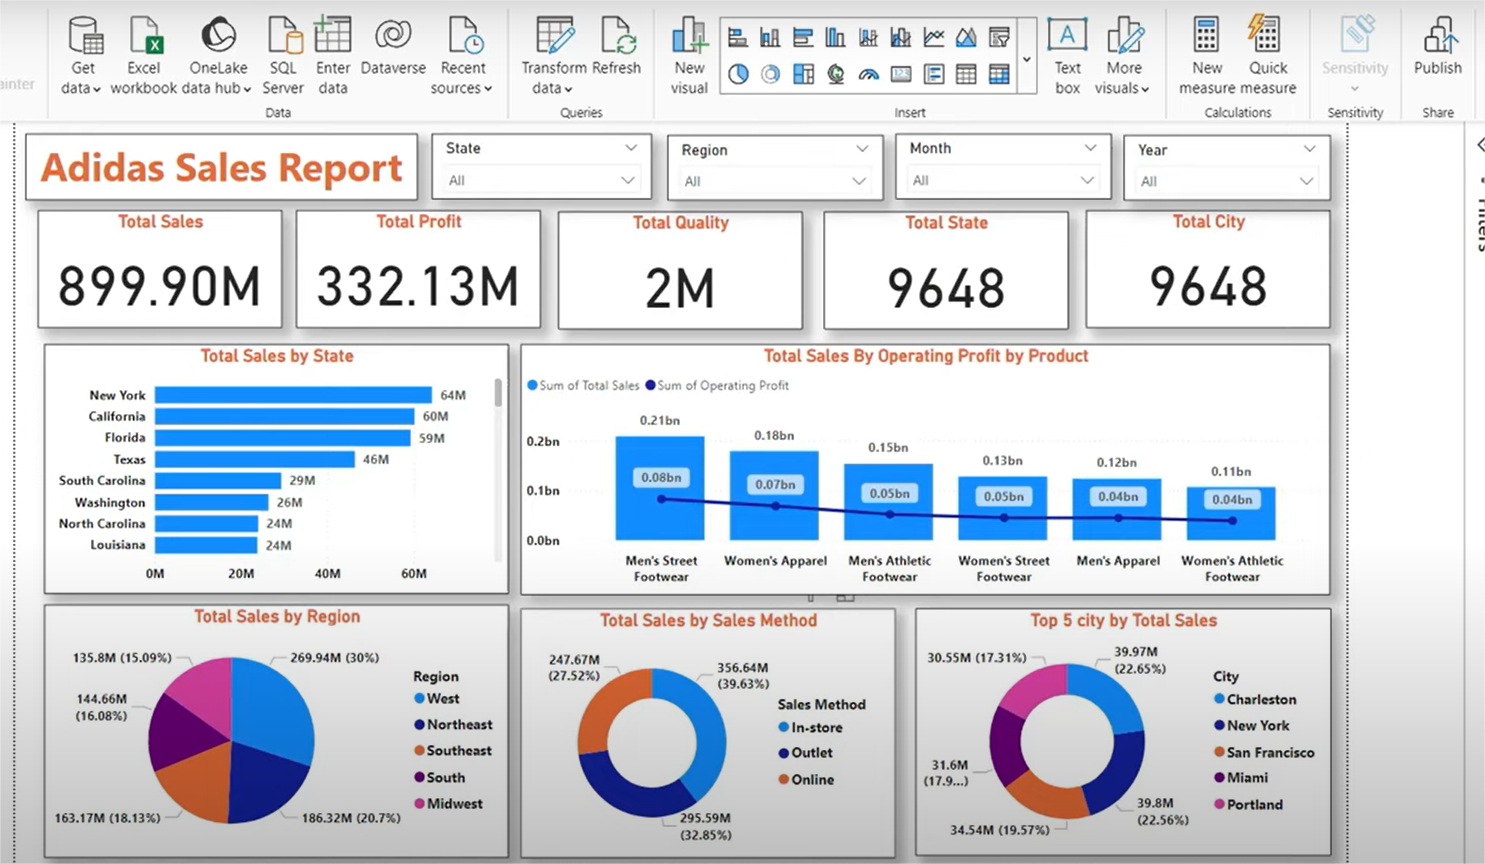 Get data
Excel workbook
OneLake data hub
SQL Server
Enter data
Dataverse
Recent sources
Transform data
Refresh
New visual
Text box
A
More visuals
New measure
Quick measure
Sensitivity
Publish
Data
Queries
Insert
Calculations
Sensitivity
Share
Filters
Adidas Sales Report
State
All
Region
All
Month
All
Year
All
Total Sales
899.90M
Total Profit
332.13M
Total Quality
2M
Total State
9648
Total City
9648
Total Sales by State
New York 64M
California 60M
Florida 59M
Texas 46M
South Carolina 29M
Washington 26M
North Carolina 24M
Louisiana 24M
0M 20M 40M 60M
Total Sales By Operating Profit by Product
Sum of Total Sales Sum of Operating Profit
0.21bn 0.18bn 0.15bn 0.13bn 0.12bn 0.11bn
0.2bn
0.08bn 0.07bn 0.05bn 0.05bn 0.04bn 0.04bn
0.1bn
0.0bn
Men's Street Footwear
Women's Apparel
Men's Athletic Footwear
Women's Street Footwear
Men's Apparel
Women's Athletic Footwear
Total Sales by Region
135.8M (15.09%)
269.94M (30%)
144.66M
(16.08%)
163.17M (18.13%)
186.32M (20.7%)
Region
West
Northeast
Southeast
South
Midwest
Total Sales by Sales Method
247.67M
(27.52%)
356.64M
(39.63%)
295.59M
(32.85%)
Sales Method
In-store
Outlet
Online
Top 5 city by Total Sales
30.55M (17.31%)
39.97M
(22.65%)
31.6M
(17.9...)
34.54M (19.57%)
39.8M
(22.56%)
City
Charleston
New York
San Francisco
Miami
Portland